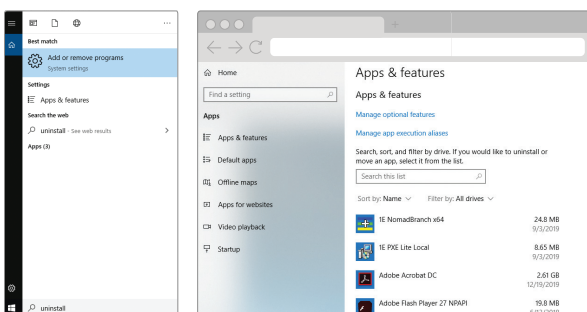 Best match
Add or remove programs
System settings
Settings
Apps & features
Search the web
uninstall - See web results
Apps (3)
uninstall
Home
Find a setting
Apps
Apps & features
Default apps
Offline maps
Apps for websites
Video playback
Startup
Apps & features
Apps & features
Manage optional features
Manage app execution aliases
Search, sort, and filter by drive. If you would like to uninstall or
move an app, select it from the list.
Search this list
Sort by: Name Filter by: All drives
1E NomadBranch x64 24.8 MB
9/3/2019
1E PXE Lite Local 8.65 MB
9/3/2019
Adobe Acrobat DC 2.61 GB
12/19/2019
Adobe Flash Player 27 NPAPI 19.8 MB